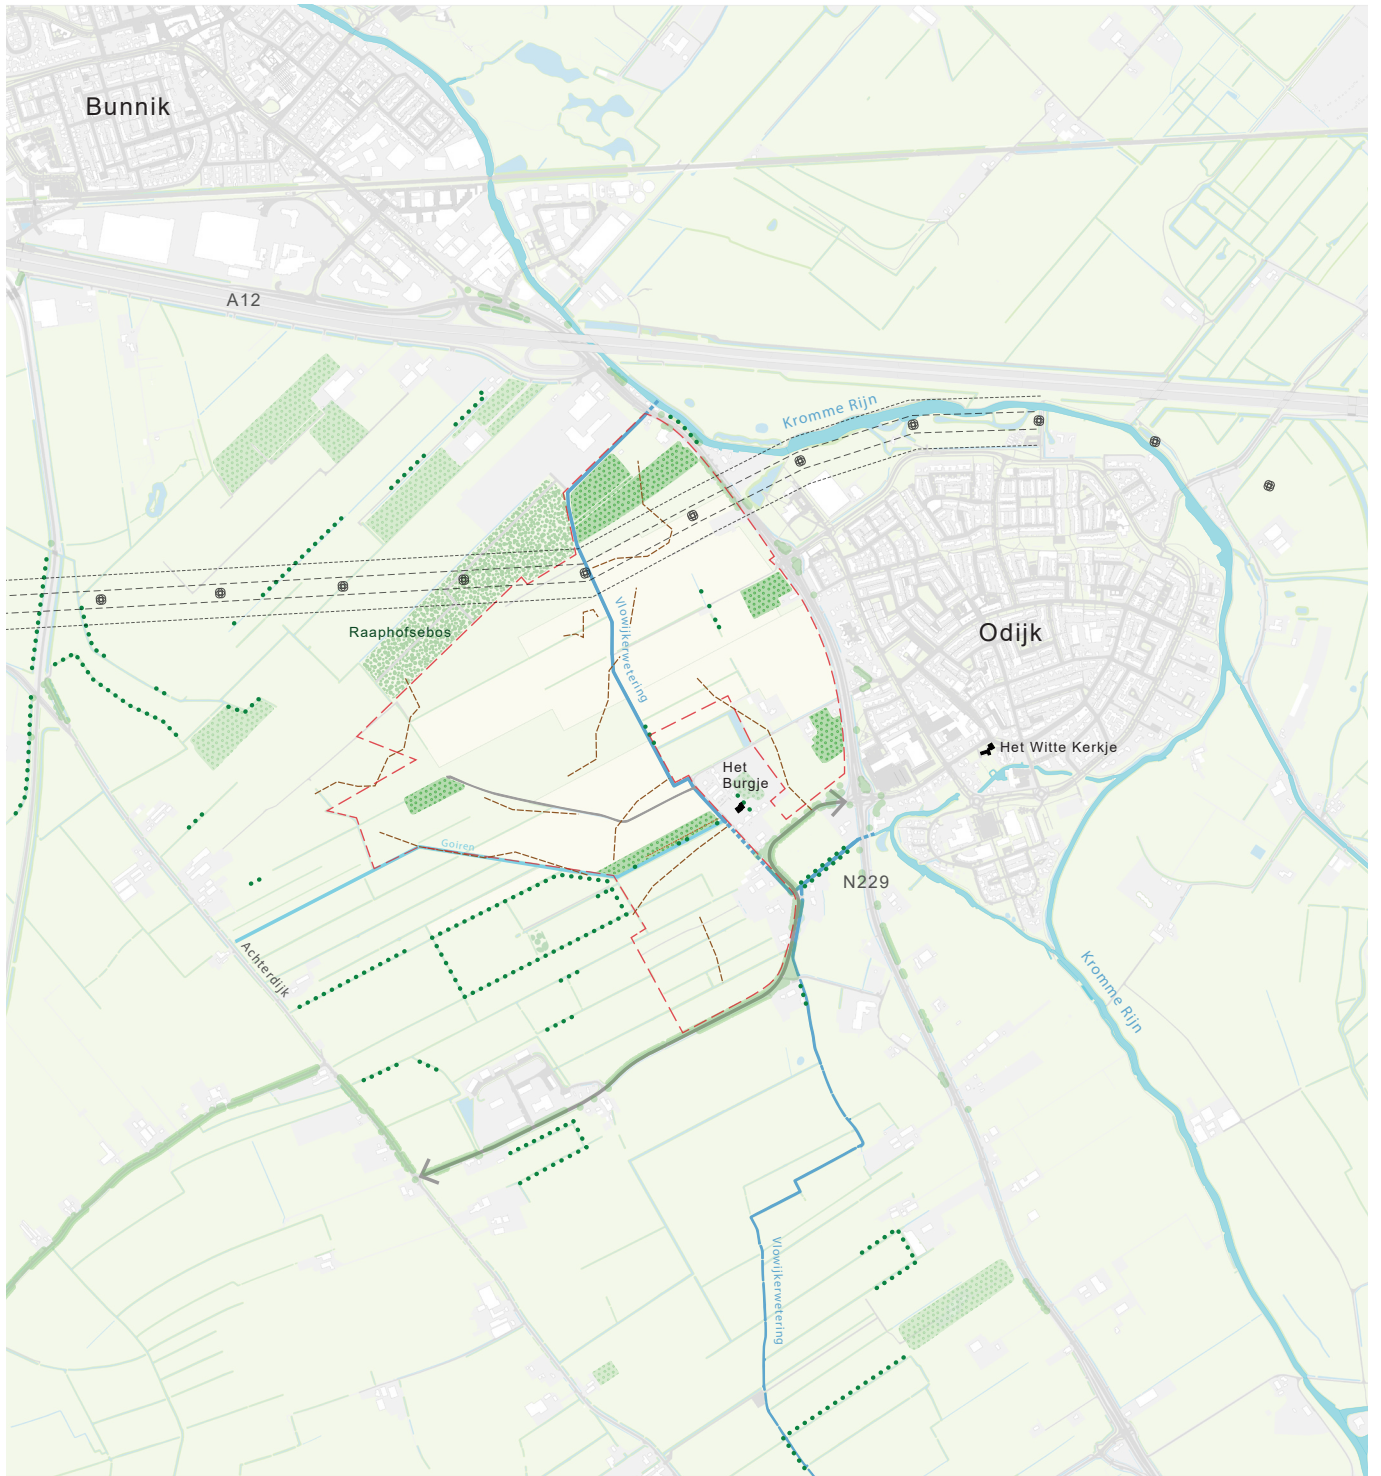 Bunnik
A12
Kromme Rijn
Vlowijkerwetering
Raaphofsebos
Odijk
Het Witte Kerkje
Het
Burgje
Goiren
N229
Achterdijk
Kromme Rijn
Vlowijkerwetering